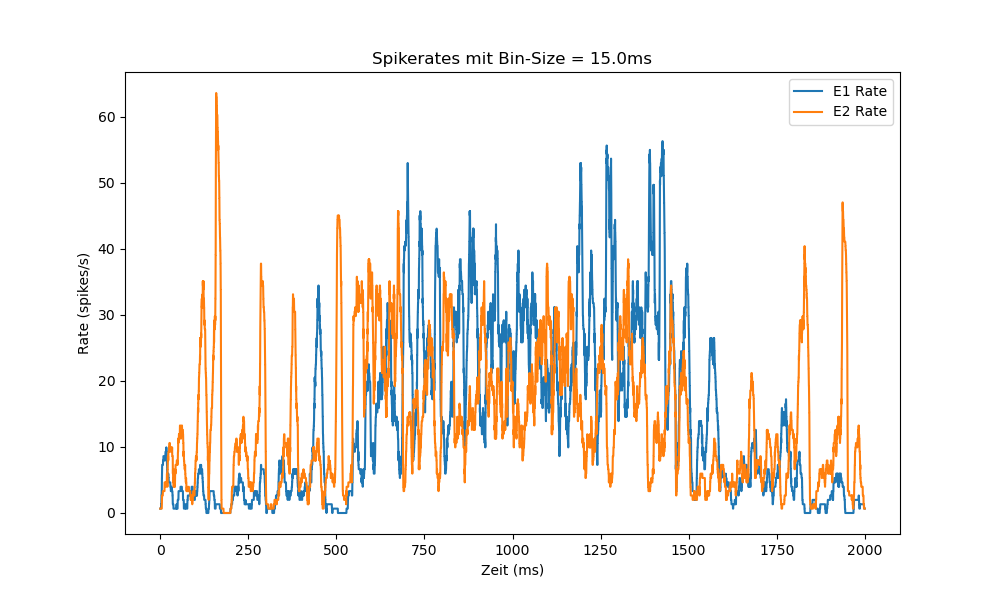 Spikerates mit Bin-Size = 15.0ms
E1 Rate
E2 Rate
Rate (spikes/s)
60
50
40
30
20
10
0
0 250 500 750 1000 1250 1500 1750 2000
Zeit (ms)